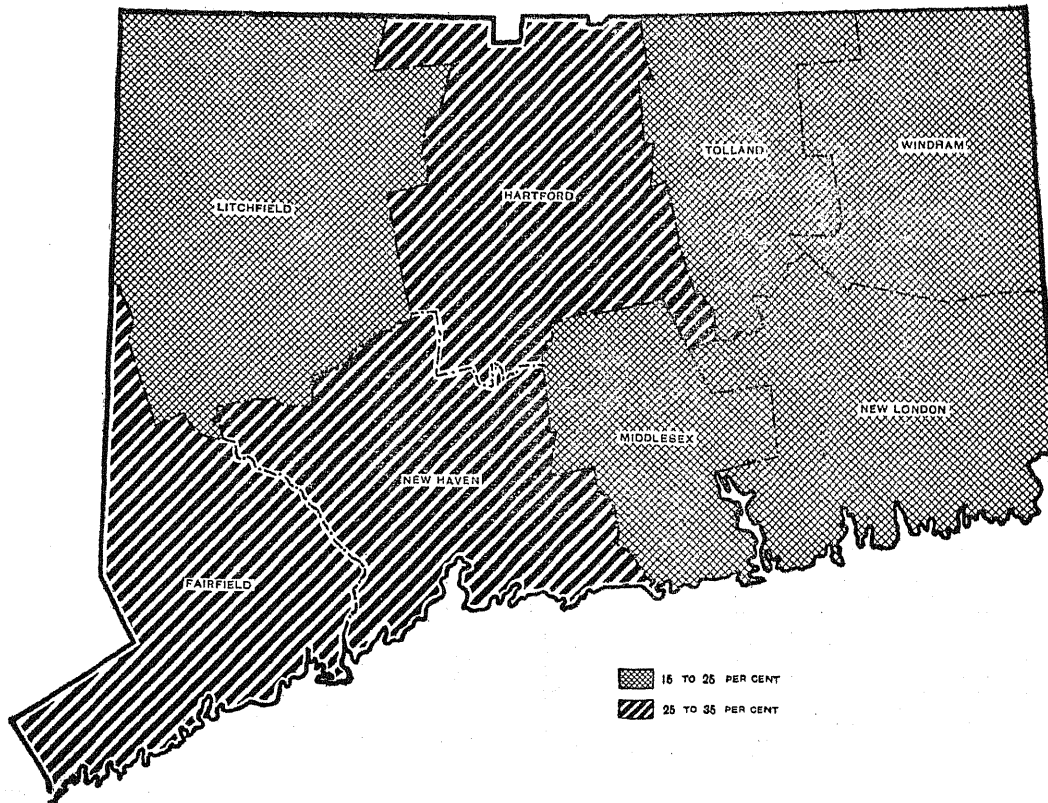 TOLLAND
WINDHAM
LITCHFIELD
HARTFORD
NEW LONDON
MIDDLESEX
NEW HAVEN
FAIRFIELD
15 TO 25 PER CENT
25 TO 35 PER CENT